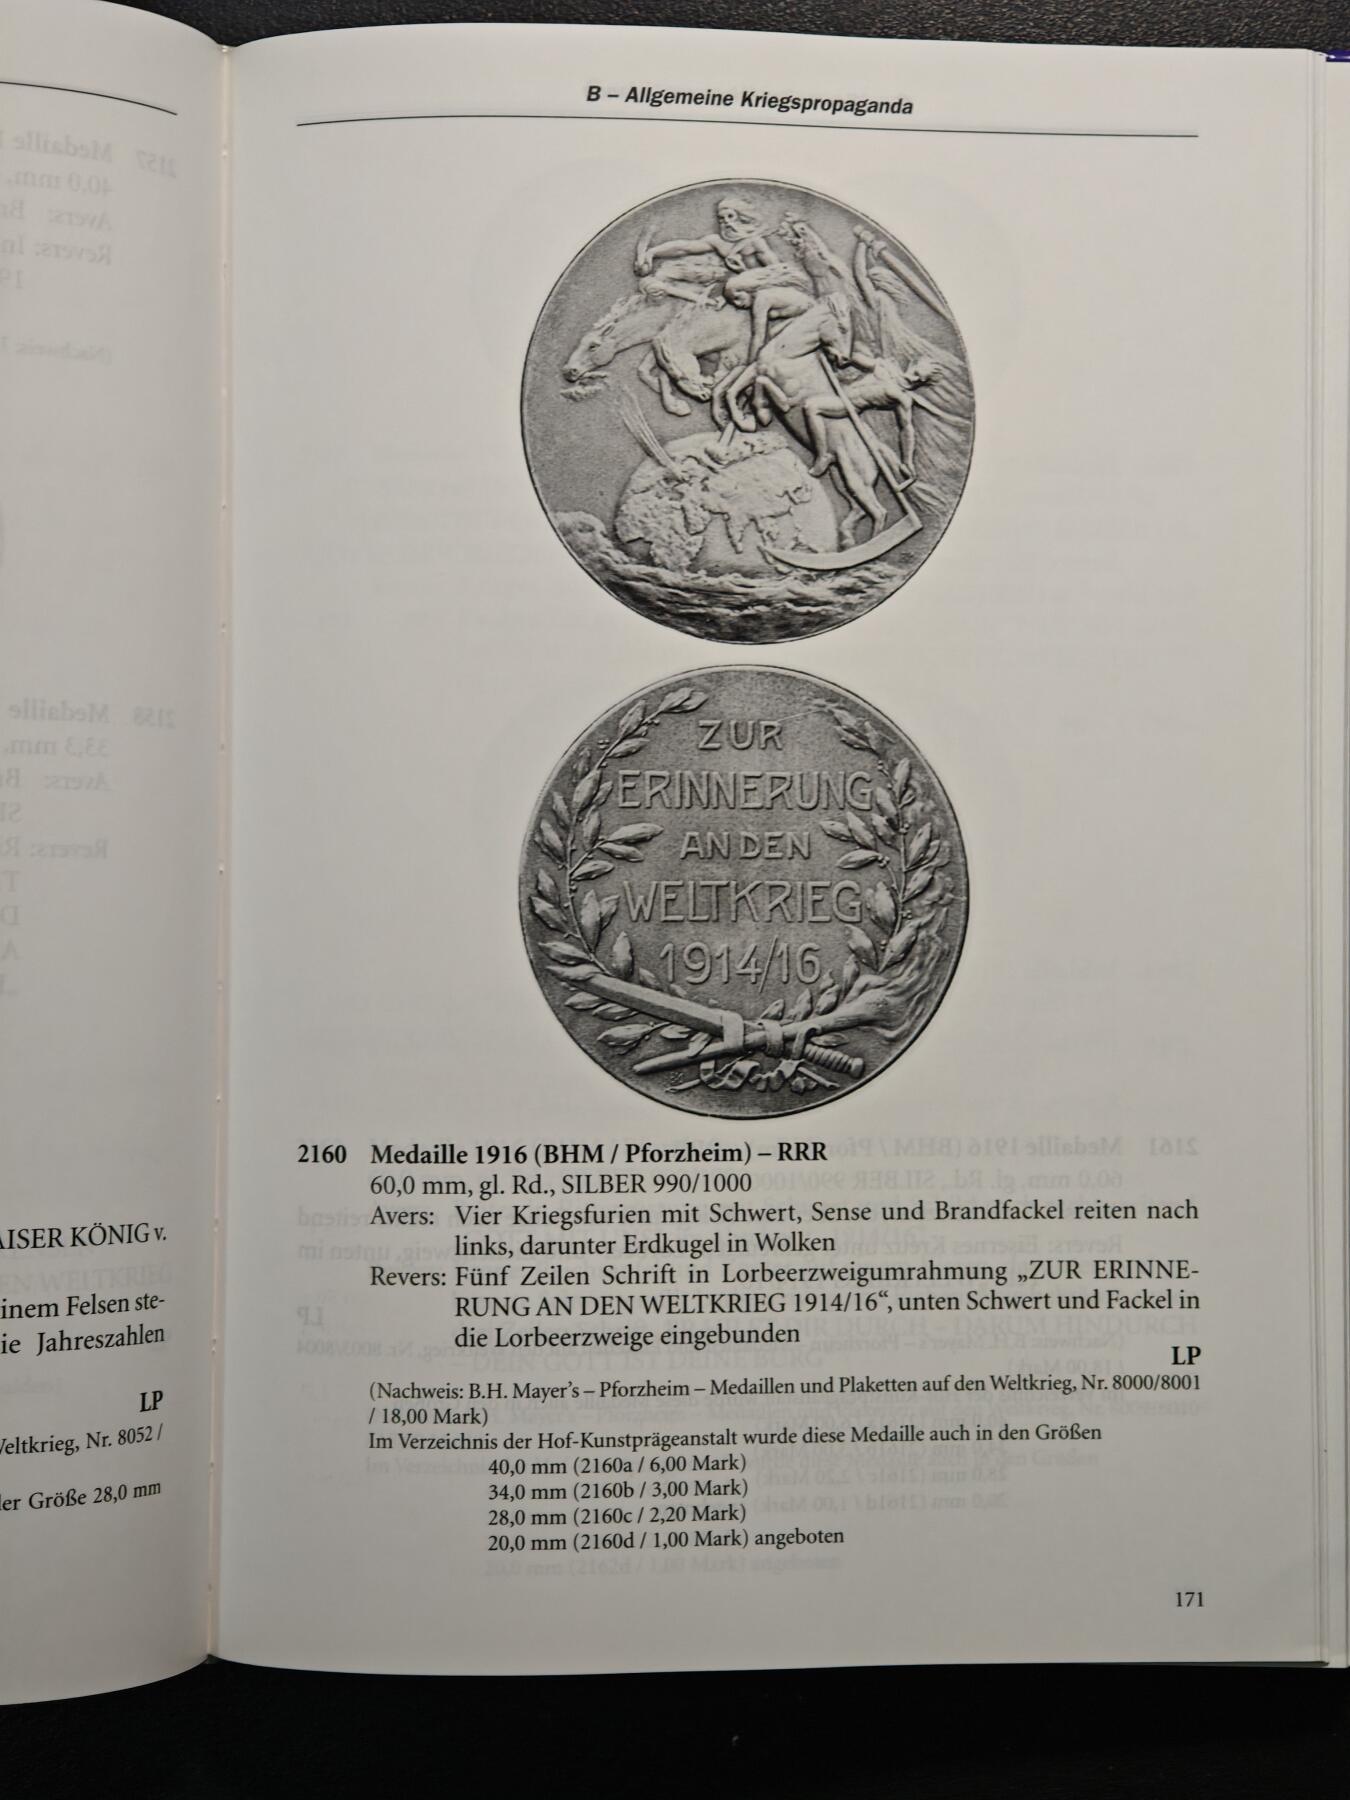 AISER KÖNIG v.
inem Felsen ste-
ie Jahreszahlen
LP
Weltkrieg, Nr. 8052 /
der Größe 28,0 mm
B – Allgemeine Kriegspropaganda
ZUR
ERINNERUNG
AN DEN
WELTKRIEG
1914/16
2160 Medaille 1916 (BHM / Pforzheim) – RRR
60,0 mm, gl. Rd., SILBER 990/1000
Avers: Vier Kriegsfurien mit Schwert, Sense und Brandfackel reiten nach
links, darunter Erdkugel in Wolken
Revers: Fünf Zeilen Schrift in Lorbeerzweigumrahmung „ZUR ERINNE-
RUNG AN DEN WELTKRIEG 1914/16“, unten Schwert und Fackel in
die Lorbeerzweige eingebunden
LP
(Nachweis: B.H. Mayer’s – Pforzheim – Medaillen und Plaketten auf den Weltkrieg, Nr. 8000/8001
/ 18,00 Mark)
Im Verzeichnis der Hof-Kunstprägeanstalt wurde diese Medaille auch in den Größen
40,0 mm (2160a / 6,00 Mark)
34,0 mm (2160b / 3,00 Mark)
28,0 mm (2160c / 2,20 Mark)
20,0 mm (2160d / 1,00 Mark) angeboten
171